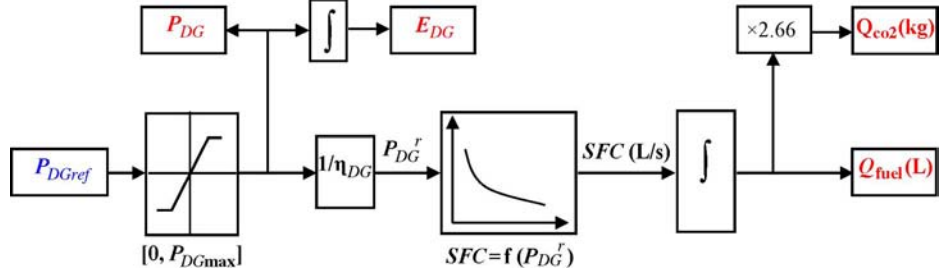 P_DG
∫
E_DG
×2.66
Q_co2(kg)
P_DGref
1/η_DG
P_DG^r
SFC (L/s)
∫
Q_fuel(L)
[0, P_DGmax]
SFC=f (P_DG^r)